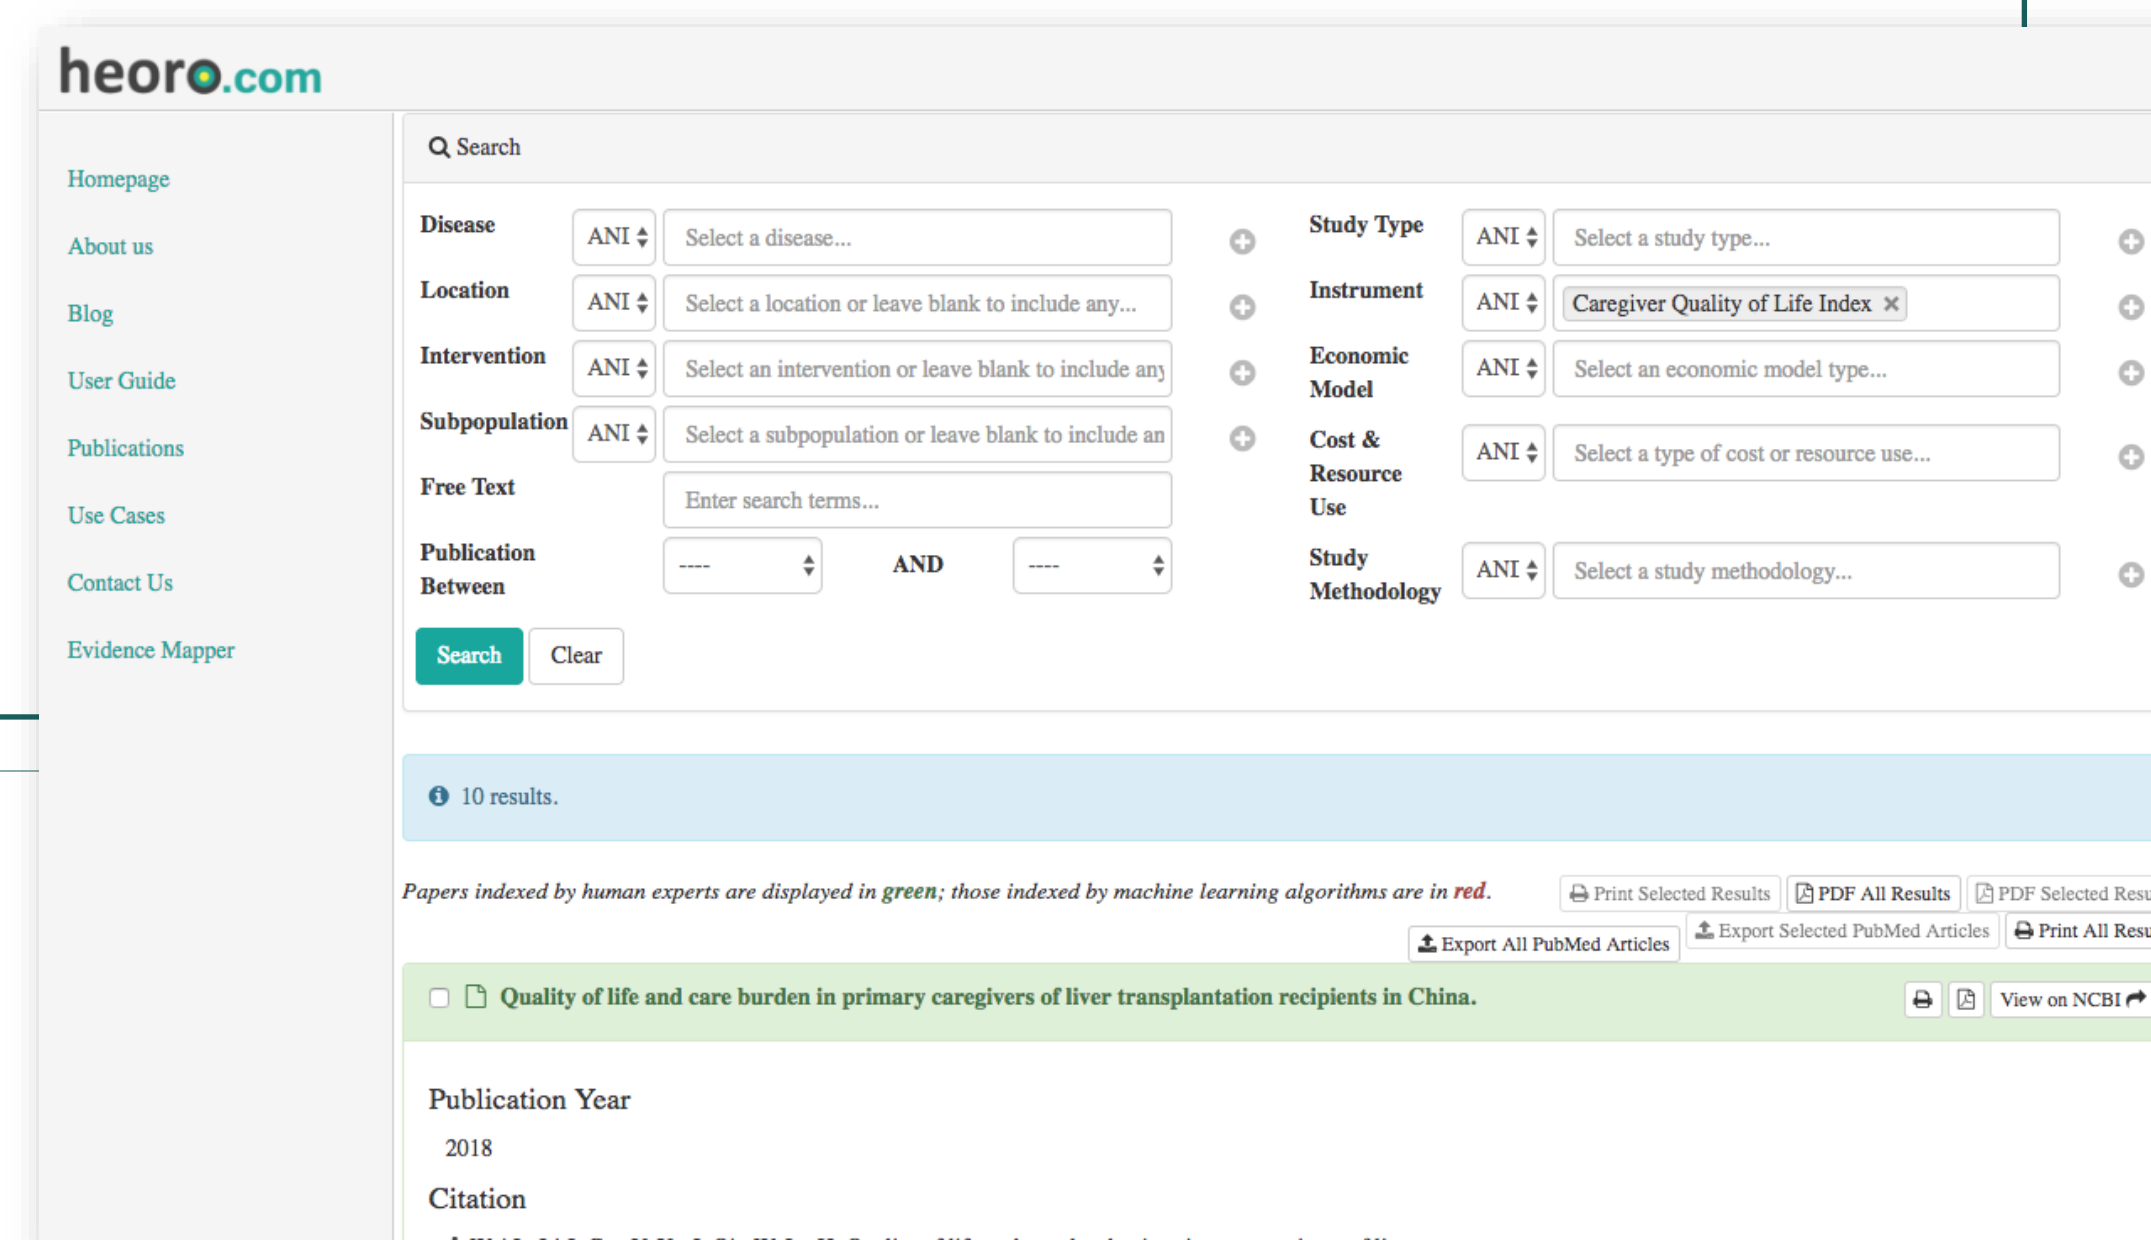 heoro.com
Homepage
About us
Blog
User Guide
Publications
Use Cases
Contact Us
Evidence Mapper
Search
Disease
ANI
Select a disease...
Location
ANI
Select a location or leave blank to include any...
Intervention
ANI
Select an intervention or leave blank to include any
Subpopulation
ANI
Select a subpopulation or leave blank to include an
Free Text
Enter search terms...
Publication
Between
----
AND
----
Study Type
ANI
Select a study type...
Instrument
ANI
Caregiver Quality of Life Index ×
Economic
Model
ANI
Select an economic model type...
Cost &
Resource
Use
ANI
Select a type of cost or resource use...
Study
Methodology
ANI
Select a study methodology...
Search
Clear
10 results.
Papers indexed by human experts are displayed in green; those indexed by machine learning algorithms are in red.
Print Selected Results
PDF All Results
PDF Selected Resu
Export All PubMed Articles
Export Selected PubMed Articles
Print All Resu
Quality of life and care burden in primary caregivers of liver transplantation recipients in China.
View on NCBI
Publication Year
2018
Citation